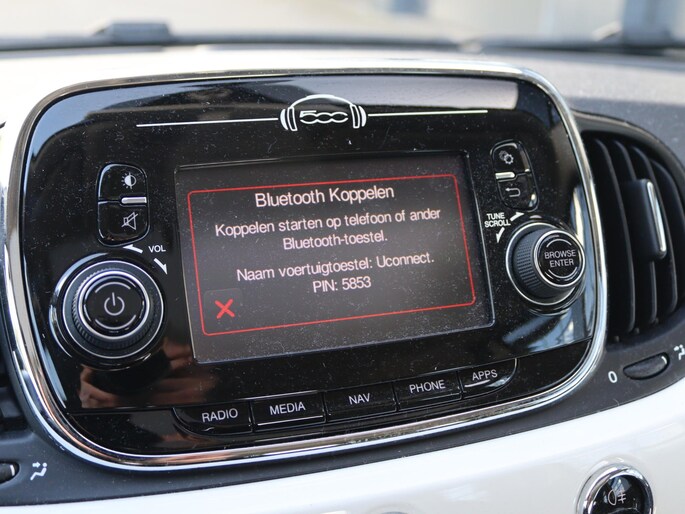 500
Bluetooth Koppelen
Koppelen starten op telefoon of ander
Bluetooth-toestel.
Naam voertuigtoestel: Uconnect.
PIN: 5853
VOL
TUNE
SCROLL
BROWSE
ENTER
RADIO
MEDIA
NAV
PHONE
APPS
0